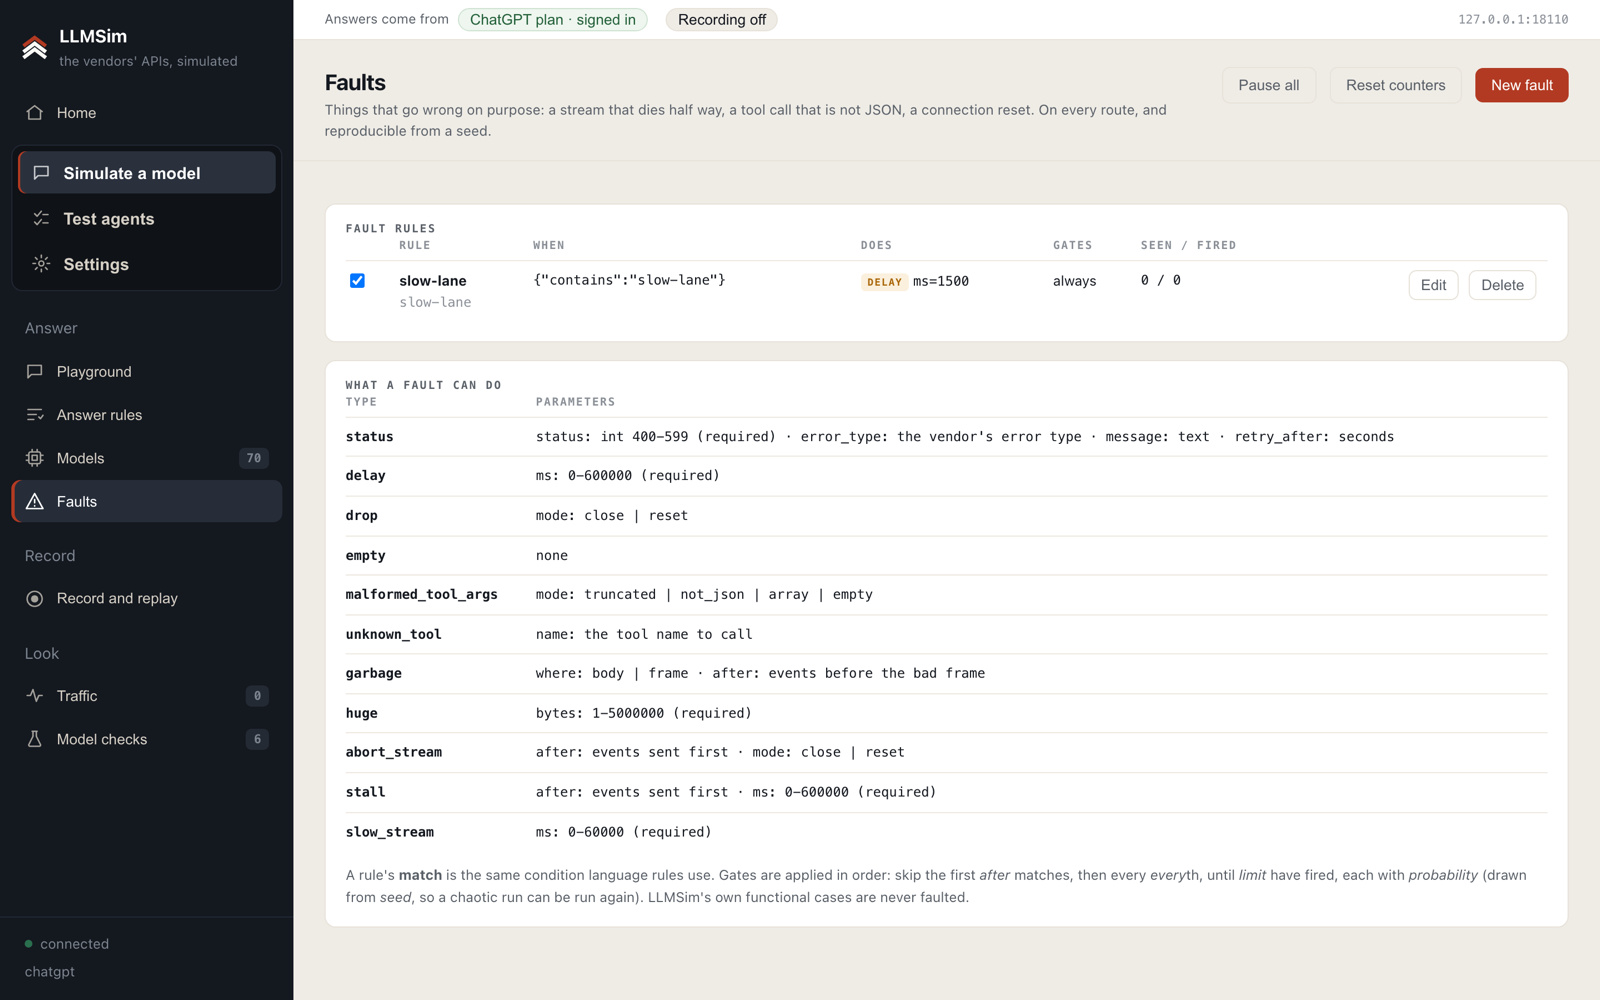 LLMSim
the vendors' APIs, simulated
Home
Simulate a model
Test agents
Settings
Answer
Playground
Answer rules
Models 70
Faults
Record
Record and replay
Look
Traffic 0
Model checks 6
connected
chatgpt
Answers come from ChatGPT plan · signed in Recording off 127.0.0.1:18110
Faults
Things that go wrong on purpose: a stream that dies half way, a tool call that is not JSON, a connection reset. On every route, and
reproducible from a seed.
Pause all Reset counters New fault
FAULT RULES
RULE WHEN DOES GATES SEEN / FIRED
slow-lane {"contains":"slow-lane"} DELAY ms=1500 always 0 / 0 Edit Delete
slow-lane
WHAT A FAULT CAN DO
TYPE PARAMETERS
status status: int 400-599 (required) · error_type: the vendor's error type · message: text · retry_after: seconds
delay ms: 0-600000 (required)
drop mode: close | reset
empty none
malformed_tool_args mode: truncated | not_json | array | empty
unknown_tool name: the tool name to call
garbage where: body | frame · after: events before the bad frame
huge bytes: 1-5000000 (required)
abort_stream after: events sent first · mode: close | reset
stall after: events sent first · ms: 0-600000 (required)
slow_stream ms: 0-60000 (required)
A rule's match is the same condition language rules use. Gates are applied in order: skip the first after matches, then every everyth, until limit have fired, each with probability (drawn
from seed, so a chaotic run can be run again). LLMSim's own functional cases are never faulted.